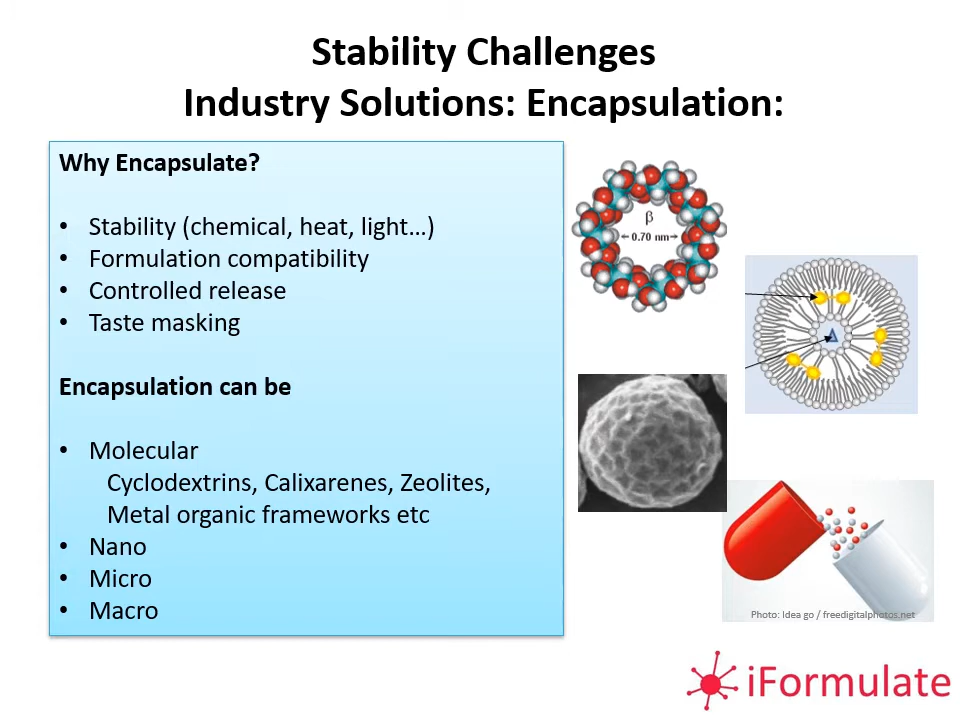 Stability Challenges
Industry Solutions: Encapsulation:
Why Encapsulate?
• Stability (chemical, heat, light…)
• Formulation compatibility
• Controlled release
• Taste masking
Encapsulation can be
• Molecular
Cyclodextrins, Calixarenes, Zeolites,
Metal organic frameworks etc
• Nano
• Micro
• Macro
β
0.70 nm
Photo: Idea go / freedigitalphotos.net
iFormulate